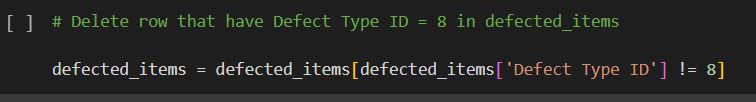 [ ] # Delete row that have Defect Type ID = 8 in defected_items
defected_items = defected_items[defected_items['Defect Type ID'] != 8]